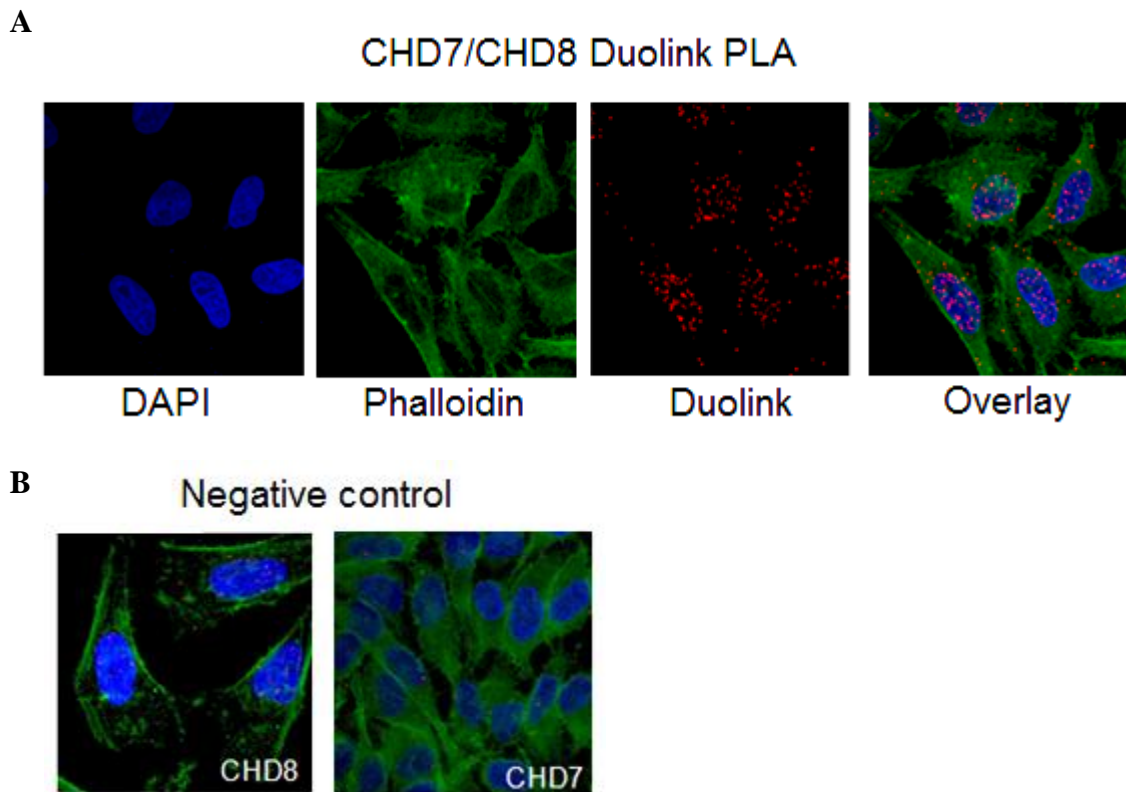 A
CHD7/CHD8 Duolink PLA
DAPI Phalloidin Duolink Overlay
B
Negative control
CHD8 CHD7